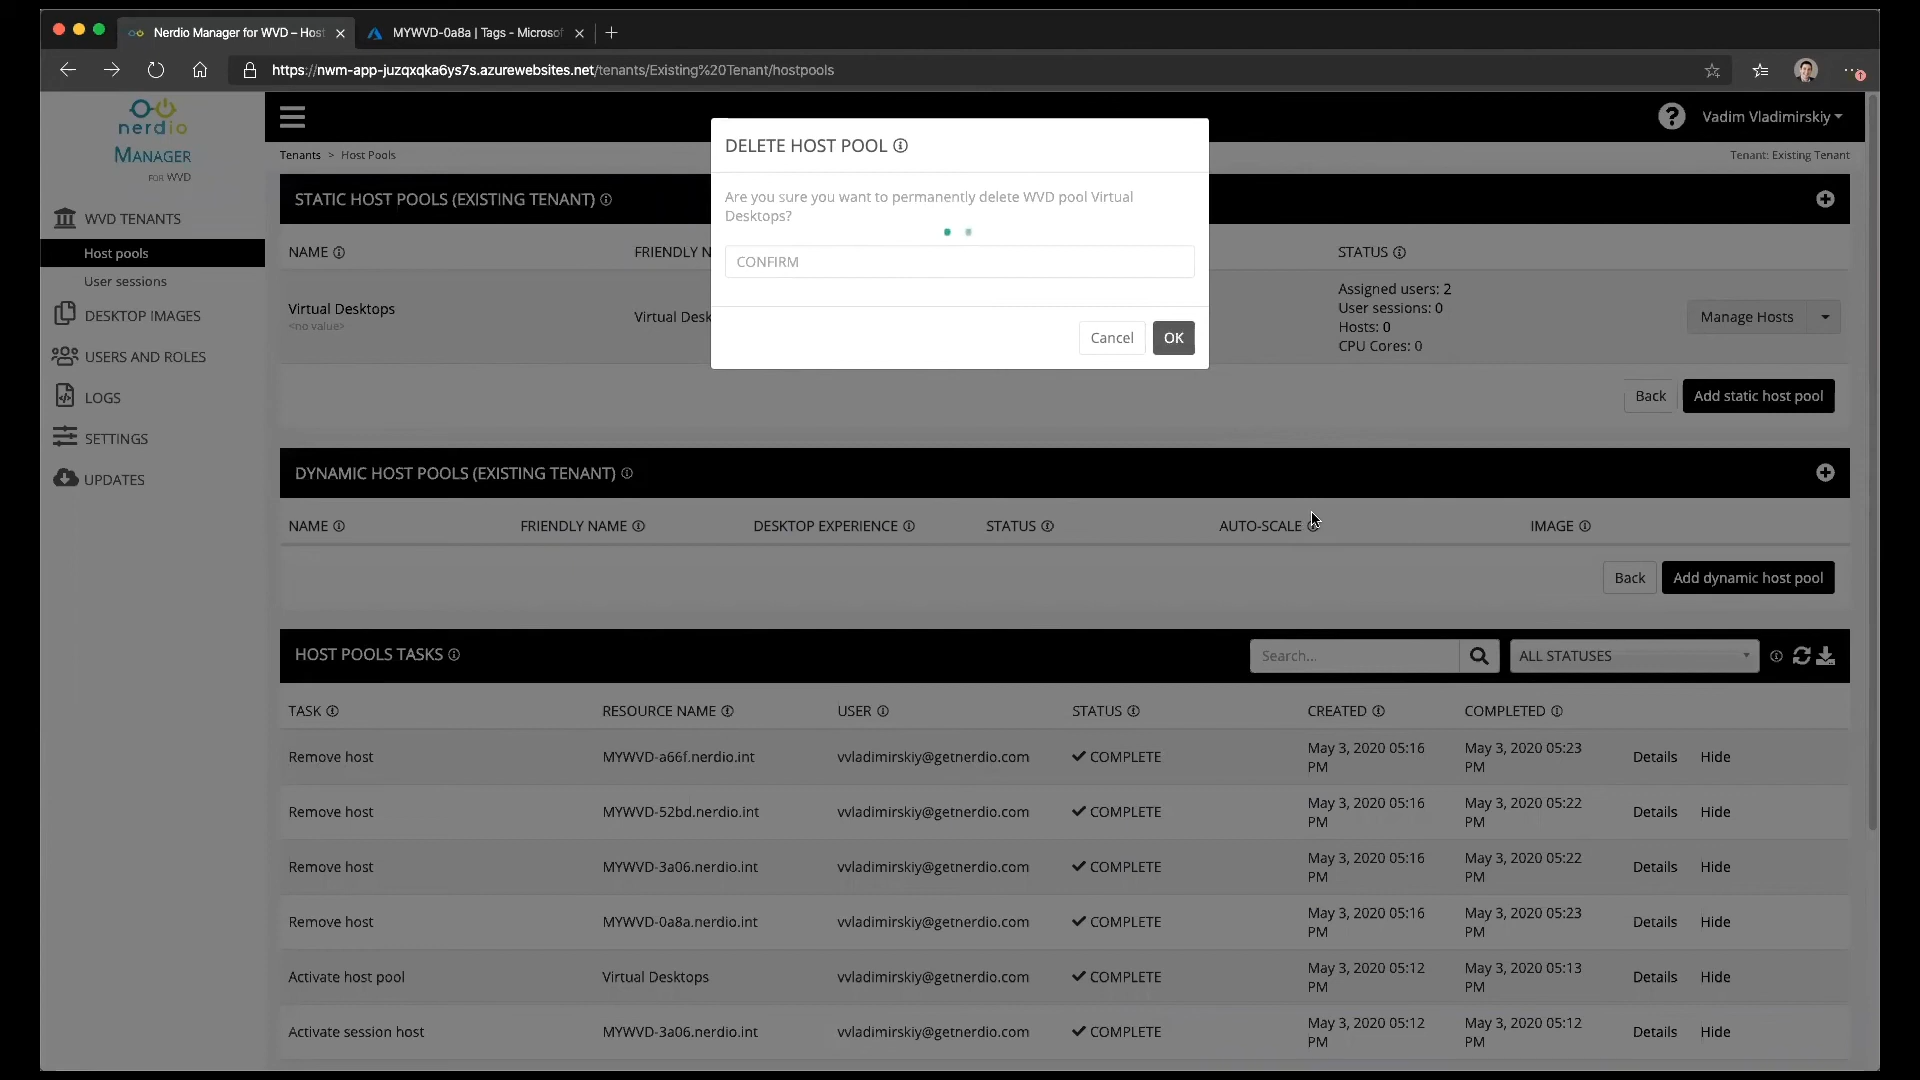 Nerdio Manager for WVD – Host
MYWVD-0a8a | Tags - Microsof
https://nwm-app-juzqxqka6ys7s.azurewebsites.net/tenants/Existing%20Tenant/hostpools
nerdio
MANAGER
FOR WVD
Vadim Vladimirskiy
Tenants > Host Pools
Tenant: Existing Tenant
WVD TENANTS
Host pools
User sessions
DESKTOP IMAGES
USERS AND ROLES
LOGS
SETTINGS
UPDATES
DELETE HOST POOL
Are you sure you want to permanently delete WVD pool Virtual
Desktops?
CONFIRM
Cancel OK
STATIC HOST POOLS (EXISTING TENANT)
NAME FRIENDLY N STATUS
Virtual Desktops
<no value>
Virtual Desk
Assigned users: 2
User sessions: 0
Hosts: 0
CPU Cores: 0
Manage Hosts
Back Add static host pool
DYNAMIC HOST POOLS (EXISTING TENANT)
NAME FRIENDLY NAME DESKTOP EXPERIENCE STATUS AUTO-SCALE IMAGE
Back Add dynamic host pool
HOST POOLS TASKS Search... ALL STATUSES
TASK RESOURCE NAME USER STATUS CREATED COMPLETED
Remove host MYWVD-a66f.nerdio.int vvladimirskiy@getnerdio.com COMPLETE May 3, 2020 05:16 PM May 3, 2020 05:23 PM Details Hide
Remove host MYWVD-52bd.nerdio.int vvladimirskiy@getnerdio.com COMPLETE May 3, 2020 05:16 PM May 3, 2020 05:22 PM Details Hide
Remove host MYWVD-3a06.nerdio.int vvladimirskiy@getnerdio.com COMPLETE May 3, 2020 05:16 PM May 3, 2020 05:22 PM Details Hide
Remove host MYWVD-0a8a.nerdio.int vvladimirskiy@getnerdio.com COMPLETE May 3, 2020 05:16 PM May 3, 2020 05:23 PM Details Hide
Activate host pool Virtual Desktops vvladimirskiy@getnerdio.com COMPLETE May 3, 2020 05:12 PM May 3, 2020 05:13 PM Details Hide
Activate session host MYWVD-3a06.nerdio.int vvladimirskiy@getnerdio.com COMPLETE May 3, 2020 05:12 PM May 3, 2020 05:12 PM Details Hide